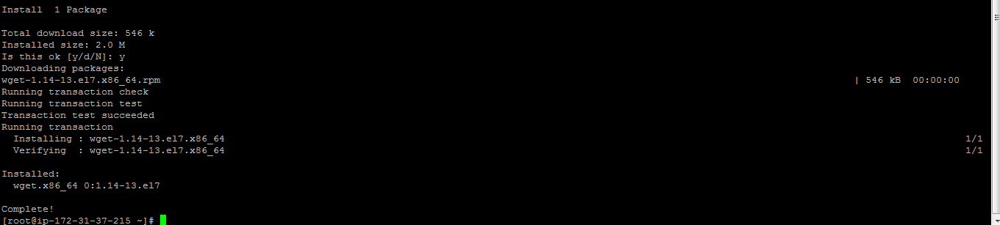 Install  1 Package
Total download size: 546 k
Installed size: 2.0 M
Is this ok [y/d/N]: y
Downloading packages:
wget-1.14-13.el7.x86_64.rpm | 546 kB  00:00:00
Running transaction check
Running transaction test
Transaction test succeeded
Running transaction
  Installing : wget-1.14-13.el7.x86_64 1/1
  Verifying  : wget-1.14-13.el7.x86_64 1/1
Installed:
  wget.x86_64 0:1.14-13.el7
Complete!
[root@ip-172-31-37-215 ~]#